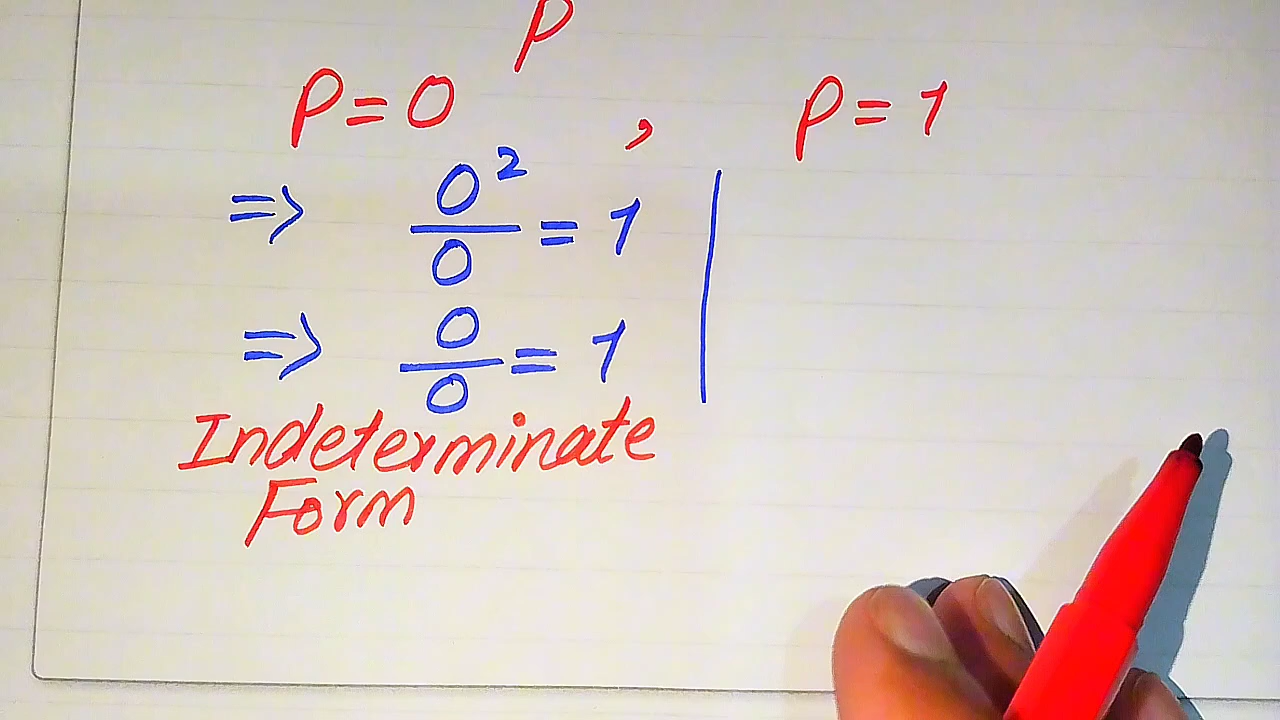 P
P=0 , P=1
=> 0²/0 = 1
=> 0/0 = 1
Indeterminate
Form